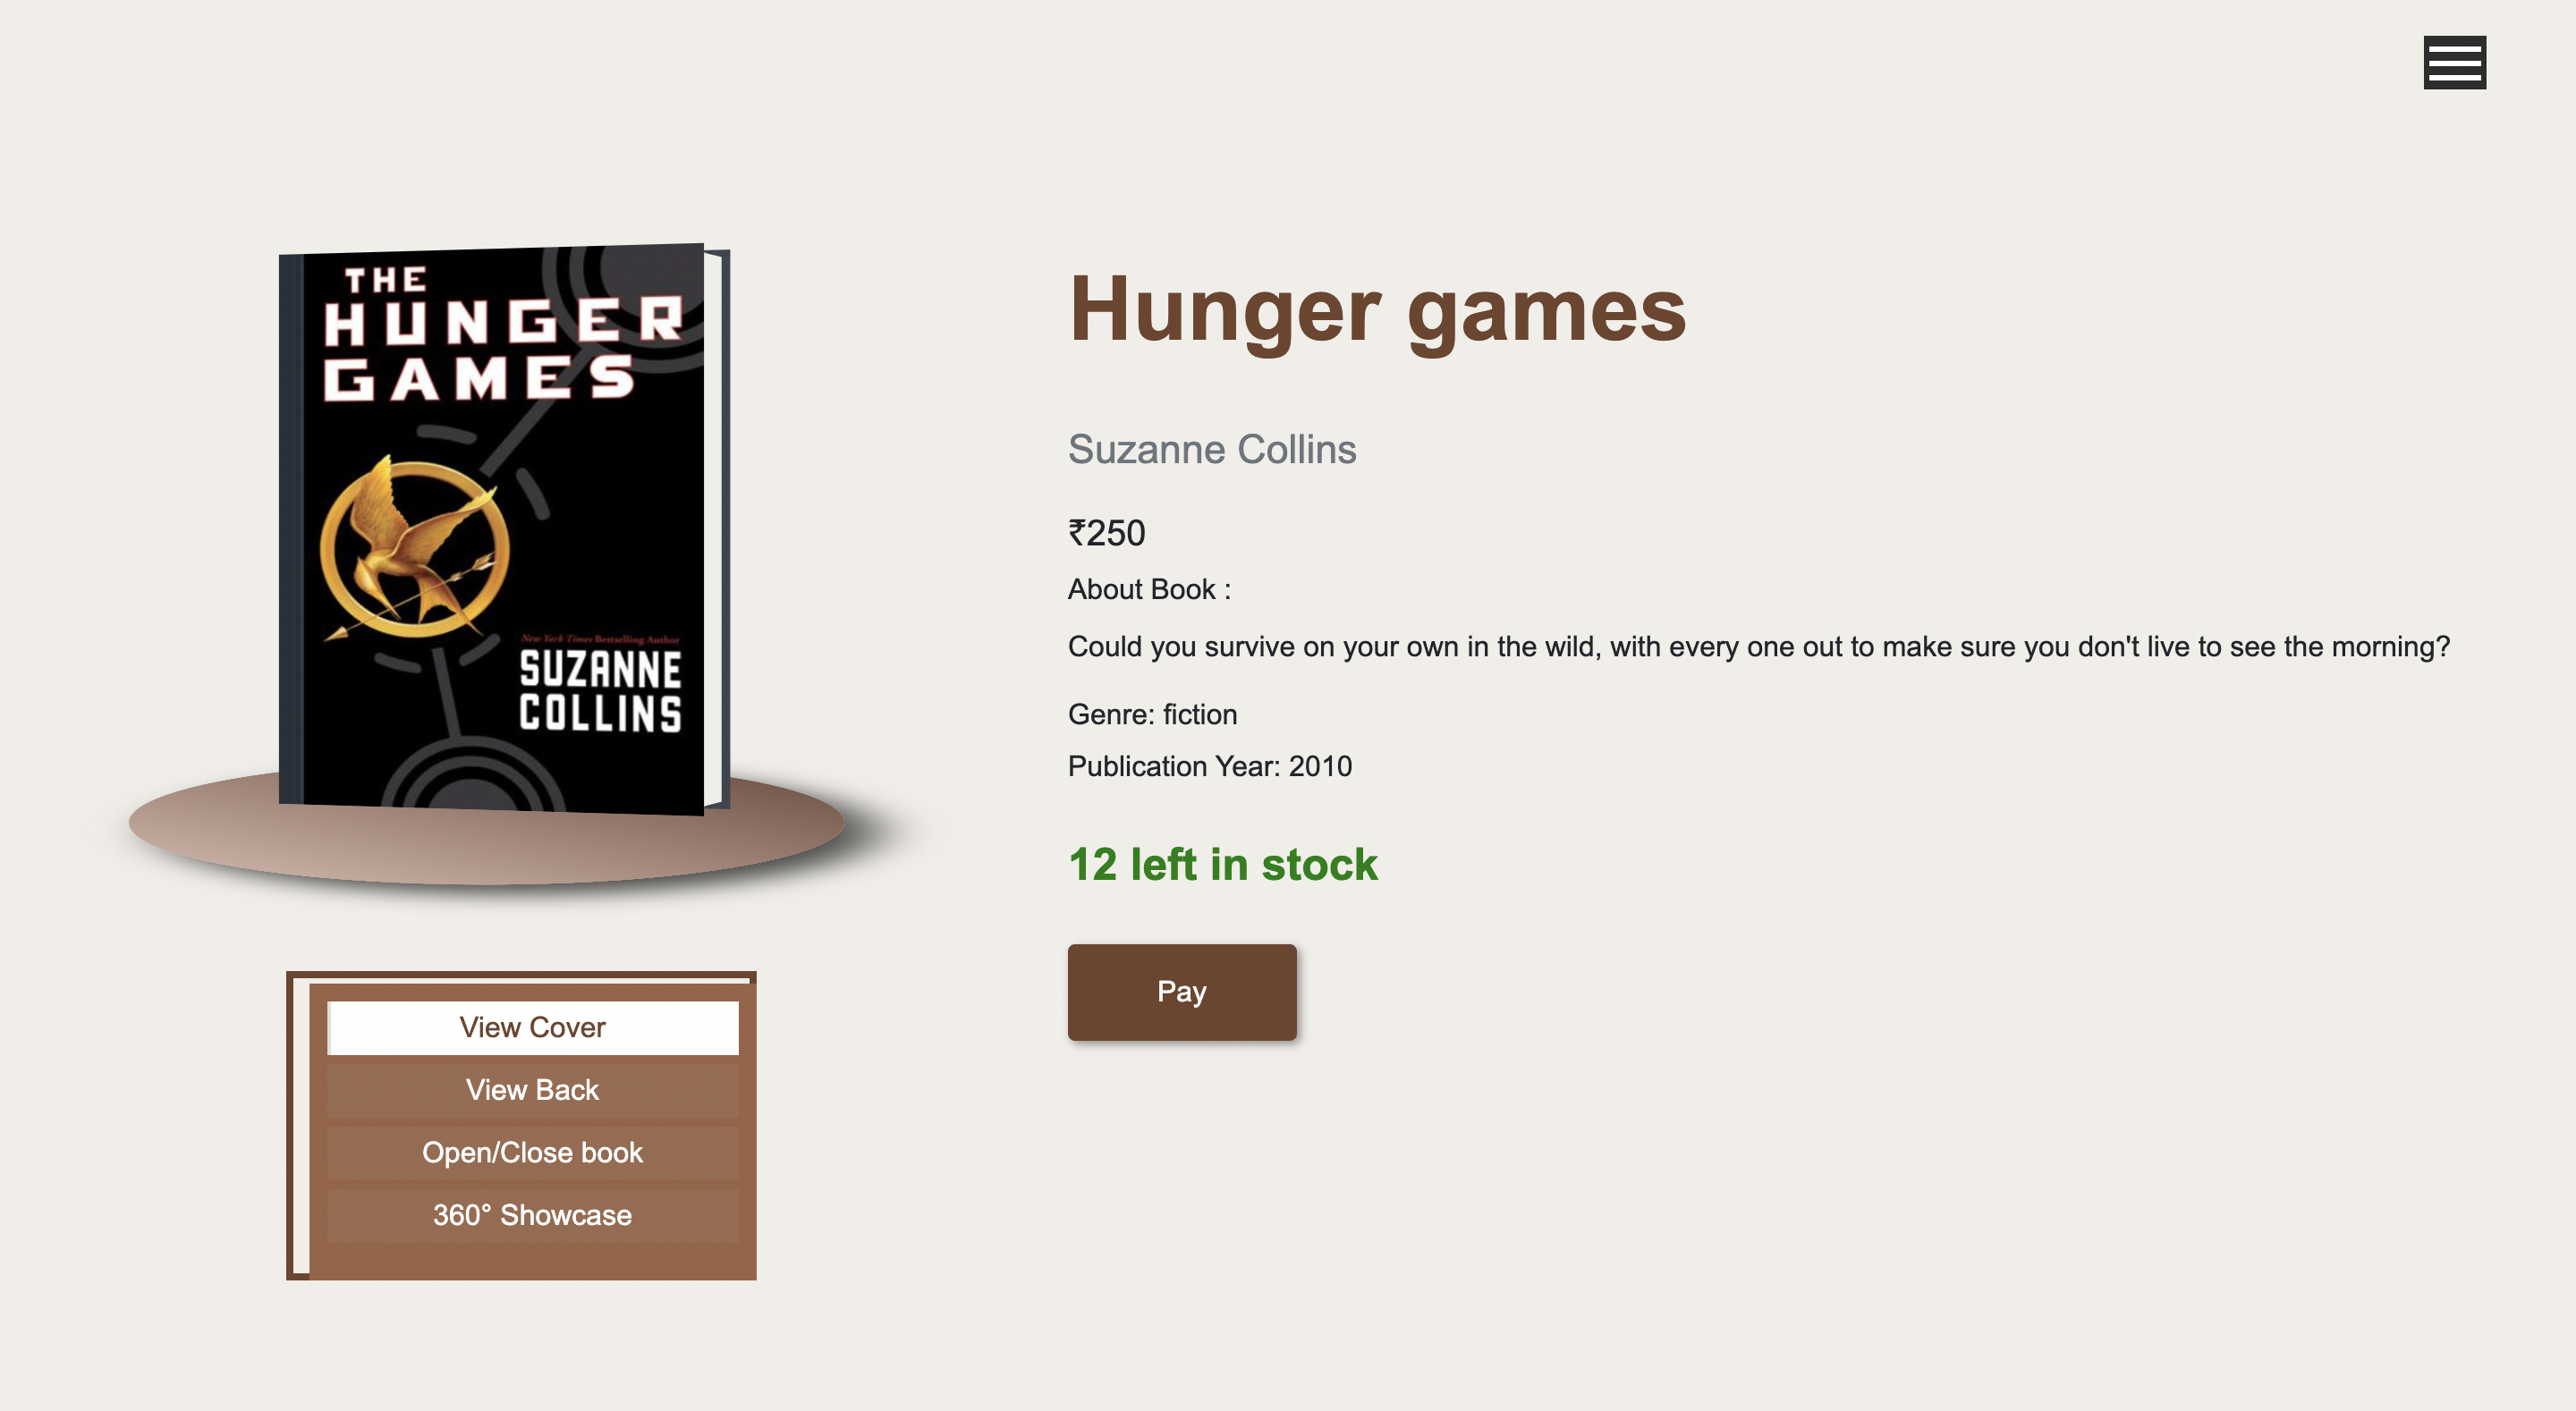 THE
HUNGER
GAMES
New York Times Bestselling Author
SUZANNE
COLLINS
Hunger games
Suzanne Collins
₹250
About Book :
Could you survive on your own in the wild, with every one out to make sure you don't live to see the morning?
Genre: fiction
Publication Year: 2010
12 left in stock
Pay
View Cover
View Back
Open/Close book
360° Showcase